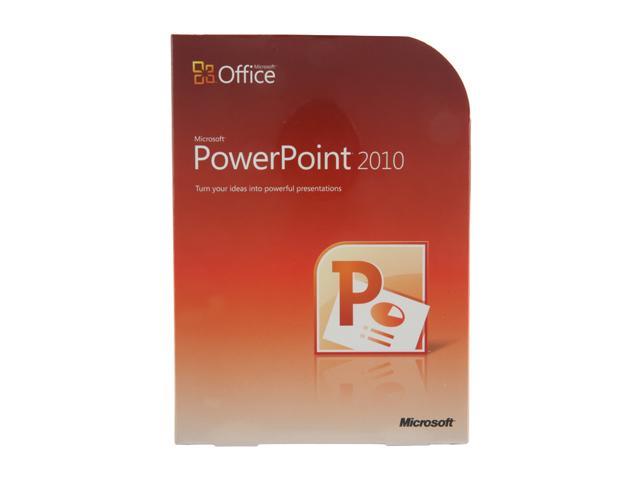 Microsoft
Office
Microsoft
PowerPoint 2010
Turn your ideas into powerful presentations
P
Microsoft